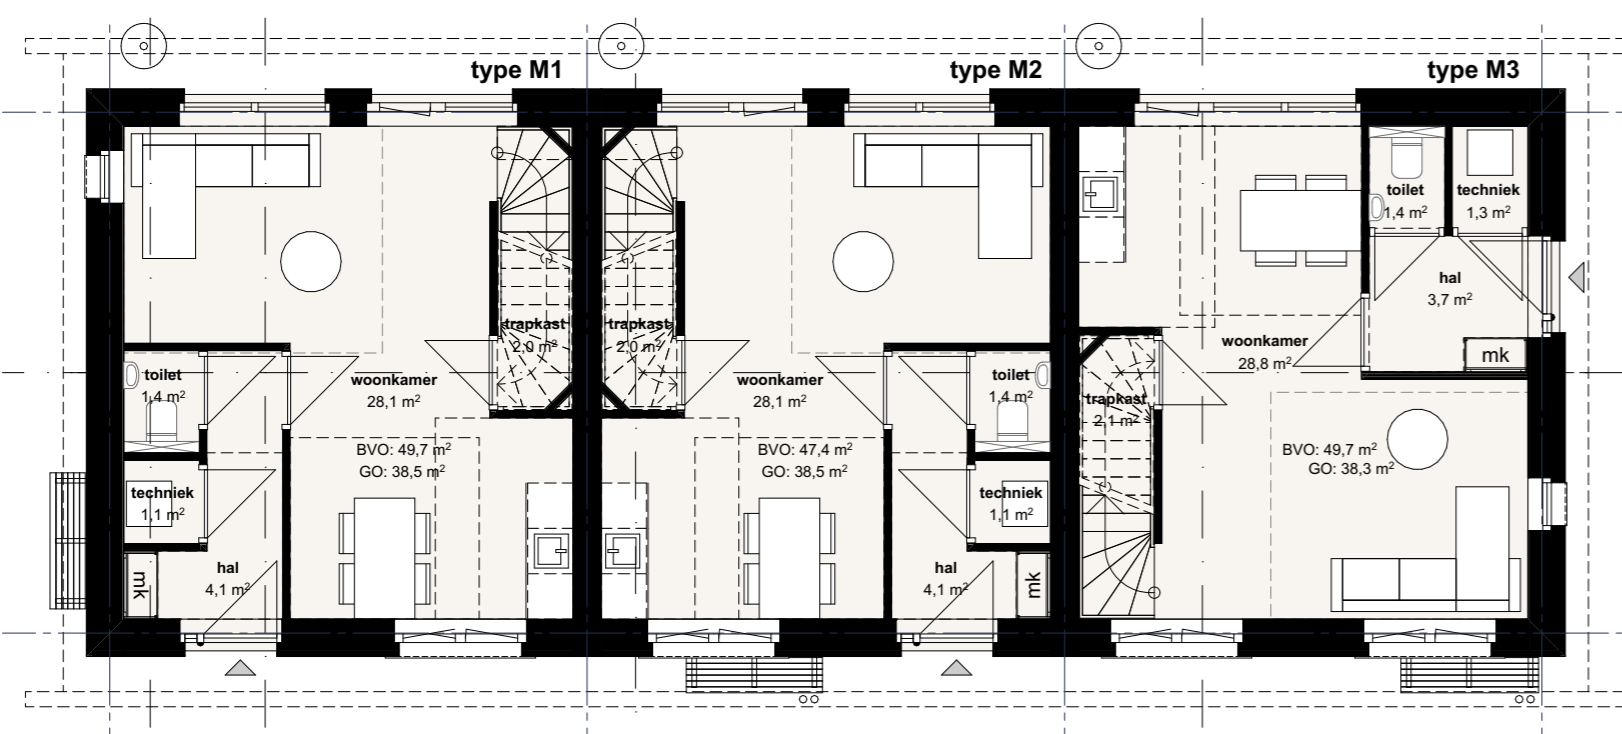 type M1
type M2
type M3
toilet
1,4 m²
techniek
1,3 m²
hal
3,7 m²
trapkast
2,0 m²
trapkast
2,0 m²
woonkamer
28,8 m²
mk
toilet
1,4 m²
woonkamer
28,1 m²
woonkamer
28,1 m²
toilet
1,4 m²
trapkast
2,1 m²
BVO: 49,7 m²
GO: 38,5 m²
BVO: 47,4 m²
GO: 38,5 m²
BVO: 49,7 m²
GO: 38,3 m²
techniek
1,1 m²
techniek
1,1 m²
mk
hal
4,1 m²
hal
4,1 m²
mk